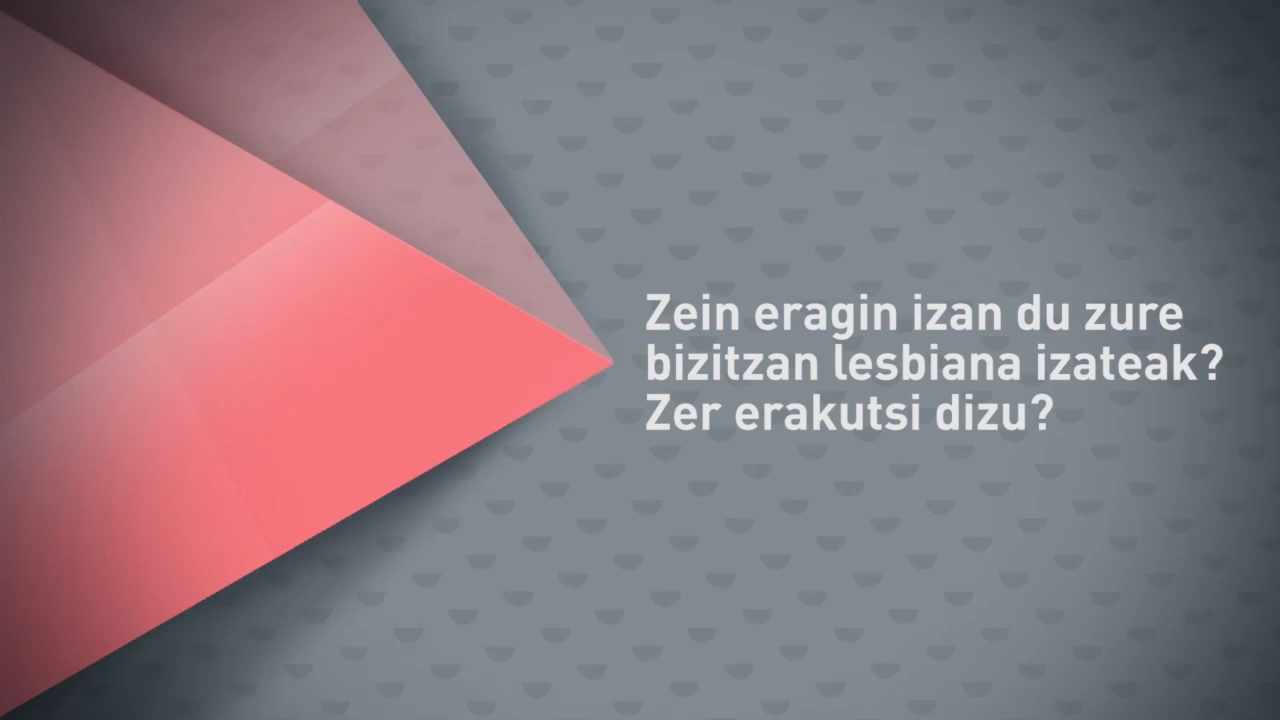 Zein eragin izan du zure
bizitzan lesbiana izateak?
Zer erakutsi dizu?